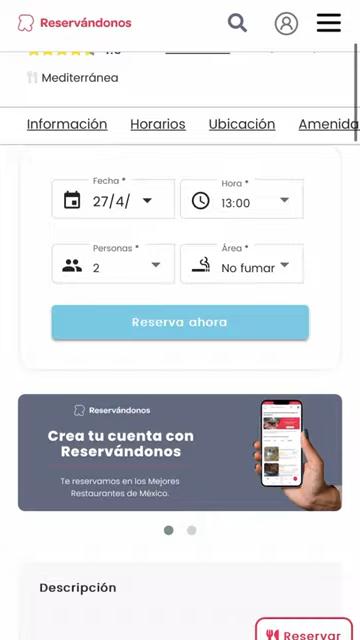 Reservándonos
Mediterránea
Información Horarios Ubicación Amenida
Fecha *
27/4/
Hora *
13:00
Personas *
2
Área *
No fumar
Reserva ahora
Reservándonos
Crea tu cuenta con
Reservándonos
Te reservamos en los Mejores
Restaurantes de México.
Descripción
Reservar